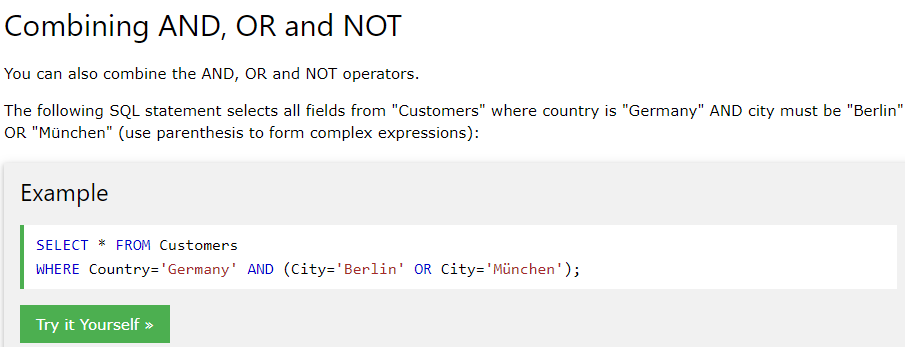 Combining AND, OR and NOT
You can also combine the AND, OR and NOT operators.
The following SQL statement selects all fields from "Customers" where country is "Germany" AND city must be "Berlin"
OR "München" (use parenthesis to form complex expressions):
Example
SELECT * FROM Customers
WHERE Country='Germany' AND (City='Berlin' OR City='München');
Try it Yourself »